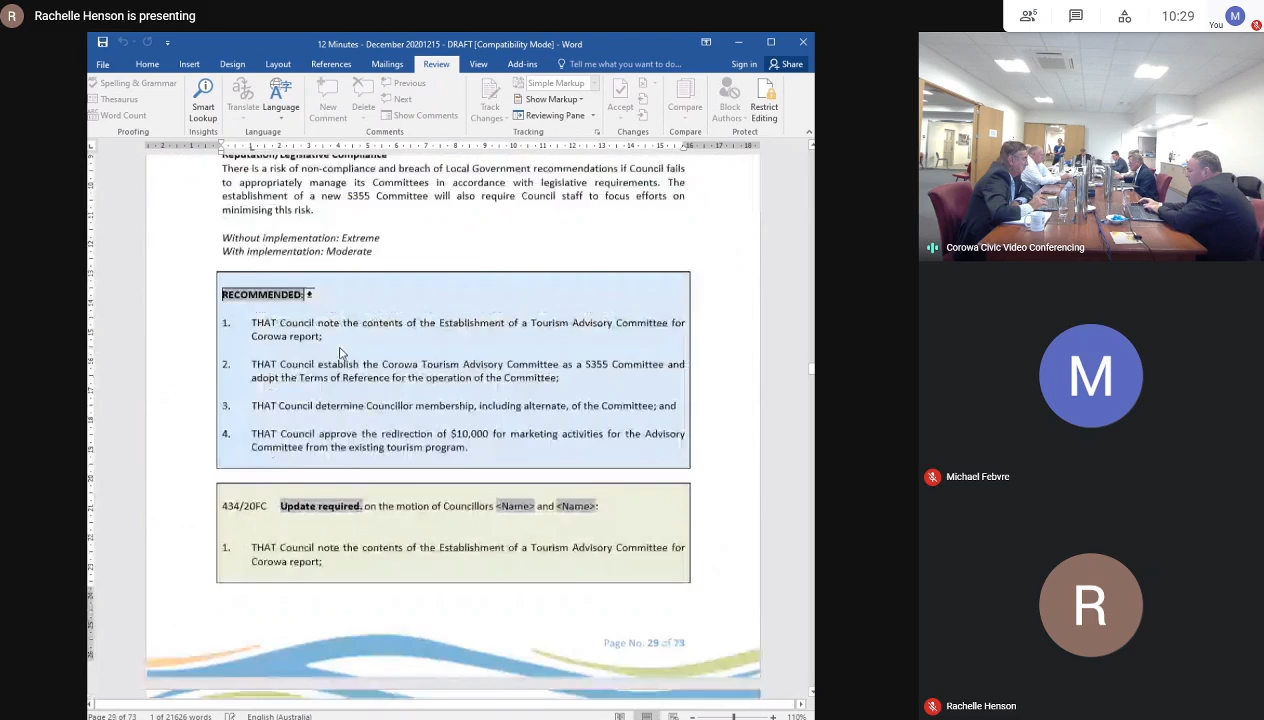 R Rachelle Henson is presenting
5 10:29 You M
12 Minutes - December 20201215 - DRAFT [Compatibility Mode] - Word
File Home Insert Design Layout References Mailings Review View Add-ins Tell me what you want to do... Sign in Share
Spelling & Grammar
Thesaurus
Word Count
Proofing
Smart Lookup
Insights
Translate Language
Language
New Comment Delete
Previous
Next
Show Comments
Comments
Track Changes
Simple Markup
Show Markup
Reviewing Pane
Tracking
Accept
Changes
Compare
Compare
Block Authors
Restrict Editing
Protect
Reputation/Legislative Compliance
There is a risk of non-compliance and breach of Local Government recommendations if Council fails
to appropriately manage its Committees in accordance with legislative requirements. The
establishment of a new S355 Committee will also require Council staff to focus efforts on
minimising this risk.
Without implementation: Extreme
With implementation: Moderate
RECOMMENDED:
1. THAT Council note the contents of the Establishment of a Tourism Advisory Committee for
Corowa report;
2. THAT Council establish the Corowa Tourism Advisory Committee as a S355 Committee and
adopt the Terms of Reference for the operation of the Committee;
3. THAT Council determine Councillor membership, including alternate, of the Committee; and
4. THAT Council approve the redirection of $10,000 for marketing activities for the Advisory
Committee from the existing tourism program.
434/20FC Update required. on the motion of Councillors <Name> and <Name>:
1. THAT Council note the contents of the Establishment of a Tourism Advisory Committee for
Corowa report;
Page No. 29 of 73
Page 29 of 73 1 of 21626 words English (Australia) 110%
Corowa Civic Video Conferencing
M
Michael Febvre
R
Rachelle Henson